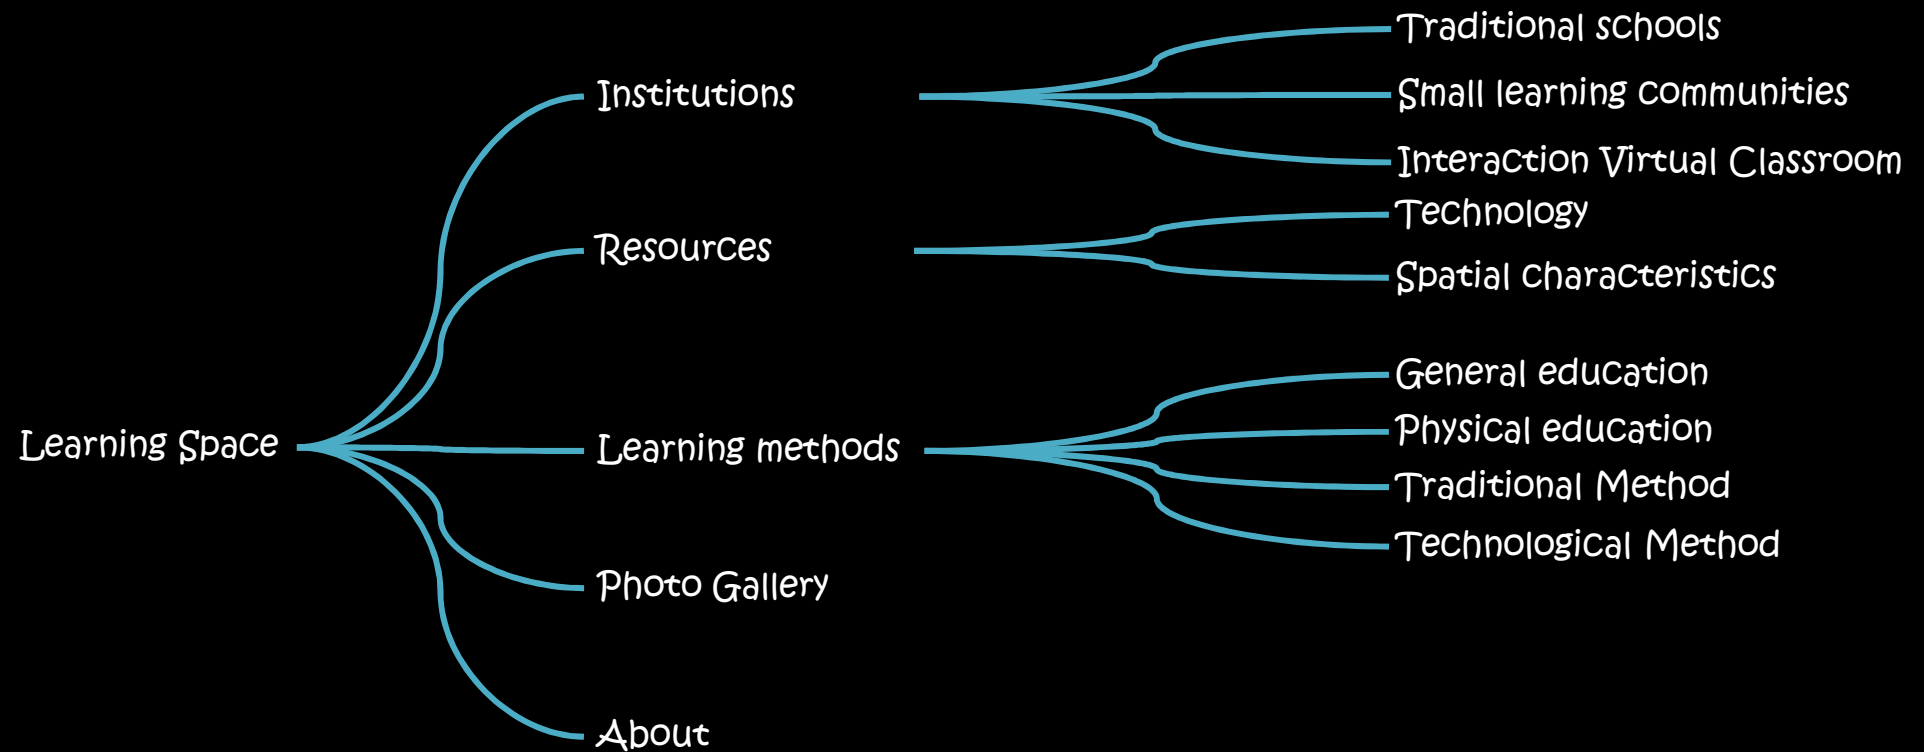 Learning Space
Institutions
Traditional schools
Small learning communities
Interaction Virtual Classroom
Resources
Technology
Spatial characteristics
Learning methods
General education
Physical education
Traditional Method
Technological Method
Photo Gallery
About